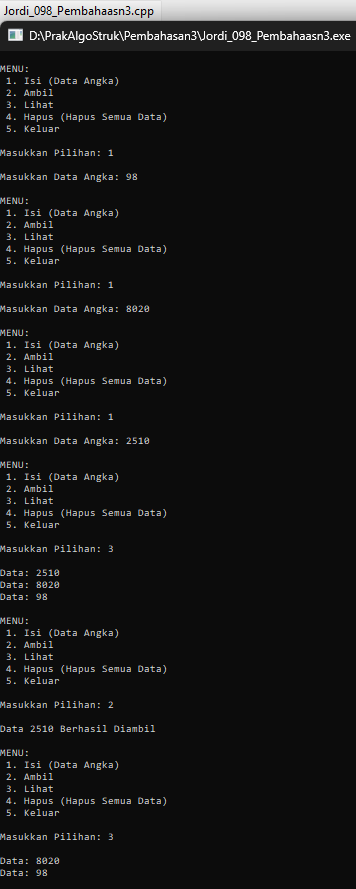 Jordi_098_Pembahaasn3.cpp
D:\PrakAlgoStruk\Pembahasan3\Jordi_098_Pembahaasn3.exe
MENU:
1. Isi (Data Angka)
2. Ambil
3. Lihat
4. Hapus (Hapus Semua Data)
5. Keluar
Masukkan Pilihan: 1
Masukkan Data Angka: 98
MENU:
1. Isi (Data Angka)
2. Ambil
3. Lihat
4. Hapus (Hapus Semua Data)
5. Keluar
Masukkan Pilihan: 1
Masukkan Data Angka: 8020
MENU:
1. Isi (Data Angka)
2. Ambil
3. Lihat
4. Hapus (Hapus Semua Data)
5. Keluar
Masukkan Pilihan: 1
Masukkan Data Angka: 2510
MENU:
1. Isi (Data Angka)
2. Ambil
3. Lihat
4. Hapus (Hapus Semua Data)
5. Keluar
Masukkan Pilihan: 3
Data: 2510
Data: 8020
Data: 98
MENU:
1. Isi (Data Angka)
2. Ambil
3. Lihat
4. Hapus (Hapus Semua Data)
5. Keluar
Masukkan Pilihan: 2
Data 2510 Berhasil Diambil
MENU:
1. Isi (Data Angka)
2. Ambil
3. Lihat
4. Hapus (Hapus Semua Data)
5. Keluar
Masukkan Pilihan: 3
Data: 8020
Data: 98